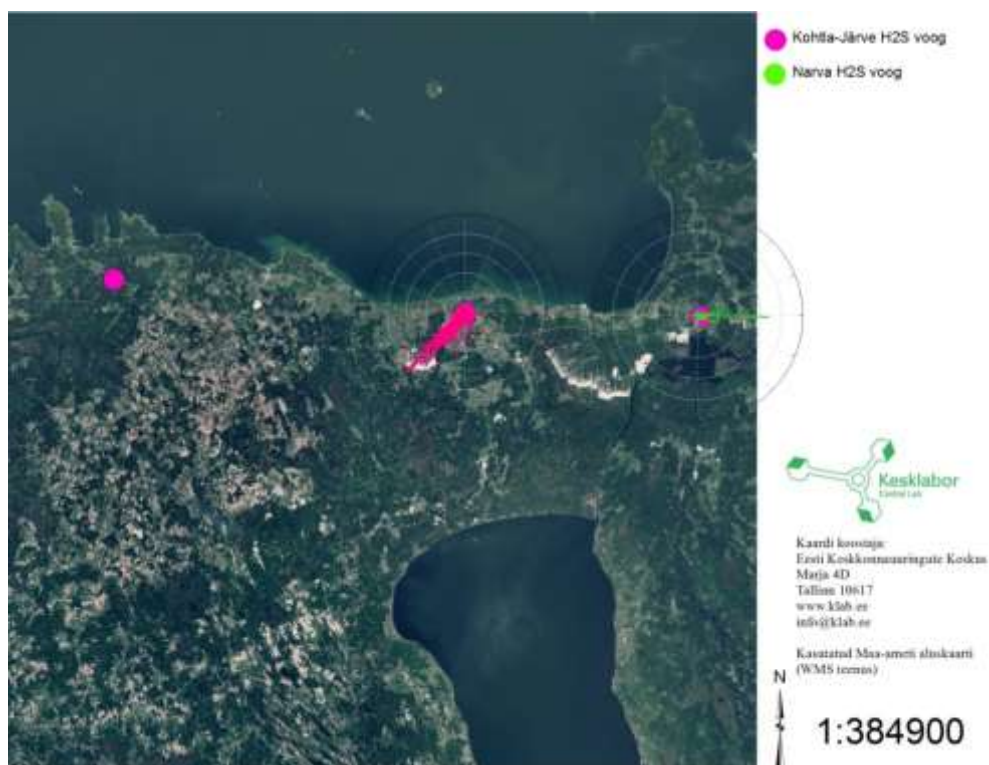 Kohtla-Järve H2S voog
Narva H2S voog
Kesklabor
Central Lab
Kaardi koostaja:
Eesti Keskkonnauuringute Keskus
Marja 4D
Tallinn 10617
www.klab.ee
info@klab.ee
Kasutatud Maa-ameti aluskaarti
(WMS teenus)
N
1:384900